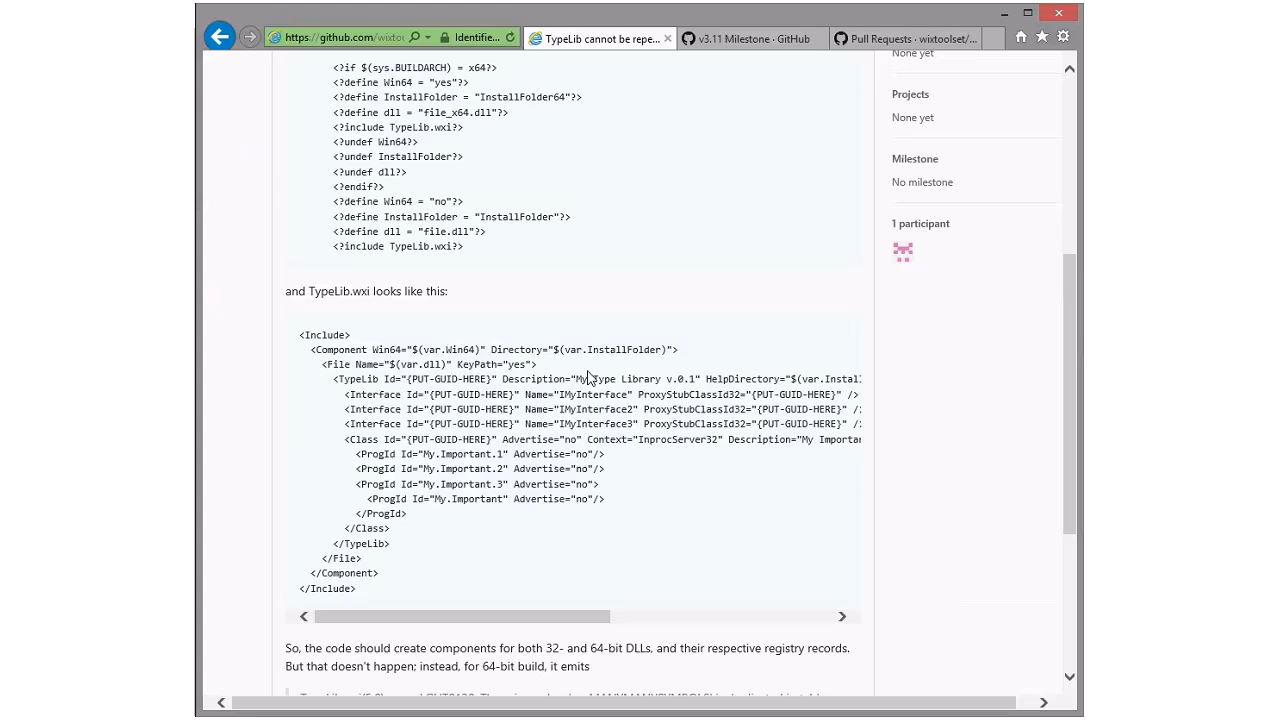 https://github.com/wixto
Identifie...
TypeLib cannot be repe...
v3.11 Milestone · GitHub
Pull Requests · wixtoolset/...
None yet
<?if $(sys.BUILDARCH) = x64?>
<?define Win64 = "yes"?>
<?define InstallFolder = "InstallFolder64"?>
<?define dll = "file_x64.dll"?>
<?include TypeLib.wxi?>
<?undef Win64?>
<?undef InstallFolder?>
<?undef dll?>
<?endif?>
<?define Win64 = "no"?>
<?define InstallFolder = "InstallFolder"?>
<?define dll = "file.dll"?>
<?include TypeLib.wxi?>
Projects
None yet
Milestone
No milestone
1 participant
and TypeLib.wxi looks like this:
<Include>
<Component Win64="$(var.Win64)" Directory="$(var.InstallFolder)">
<File Name="$(var.dll)" KeyPath="yes">
<TypeLib Id="{PUT-GUID-HERE}" Description="My Type Library v.0.1" HelpDirectory="$(var.Instal
<Interface Id="{PUT-GUID-HERE}" Name="IMyInterface" ProxyStubClassId32="{PUT-GUID-HERE}" />
<Interface Id="{PUT-GUID-HERE}" Name="IMyInterface2" ProxyStubClassId32="{PUT-GUID-HERE}" />
<Interface Id="{PUT-GUID-HERE}" Name="IMyInterface3" ProxyStubClassId32="{PUT-GUID-HERE}" />
<Class Id="{PUT-GUID-HERE}" Advertise="no" Context="InprocServer32" Description="My Importan
<ProgId Id="My.Important.1" Advertise="no"/>
<ProgId Id="My.Important.2" Advertise="no"/>
<ProgId Id="My.Important.3" Advertise="no">
<ProgId Id="My.Important" Advertise="no"/>
</ProgId>
</Class>
</TypeLib>
</File>
</Component>
</Include>
So, the code should create components for both 32- and 64-bit DLLs, and their respective registry records.
But that doesn't happen; instead, for 64-bit build, it emits